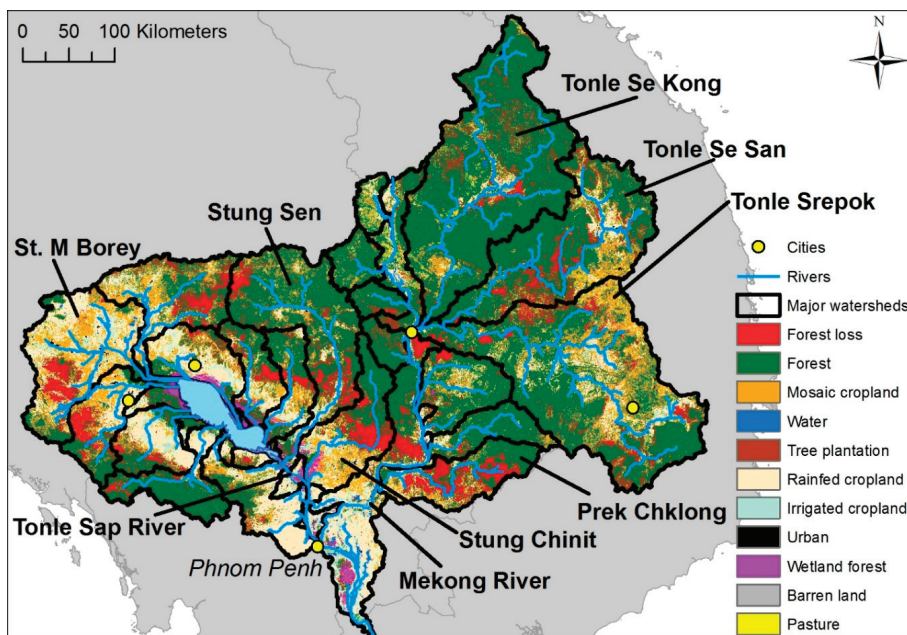 0 50 100 Kilometers
N
Tonle Se Kong
Tonle Se San
Tonle Srepok
Stung Sen
St. M Borey
Tonle Sap River
Phnom Penh
Mekong River
Stung Chinit
Prek Chklong
Cities
Rivers
Major watersheds
Forest loss
Forest
Mosaic cropland
Water
Tree plantation
Rainfed cropland
Irrigated cropland
Urban
Wetland forest
Barren land
Pasture